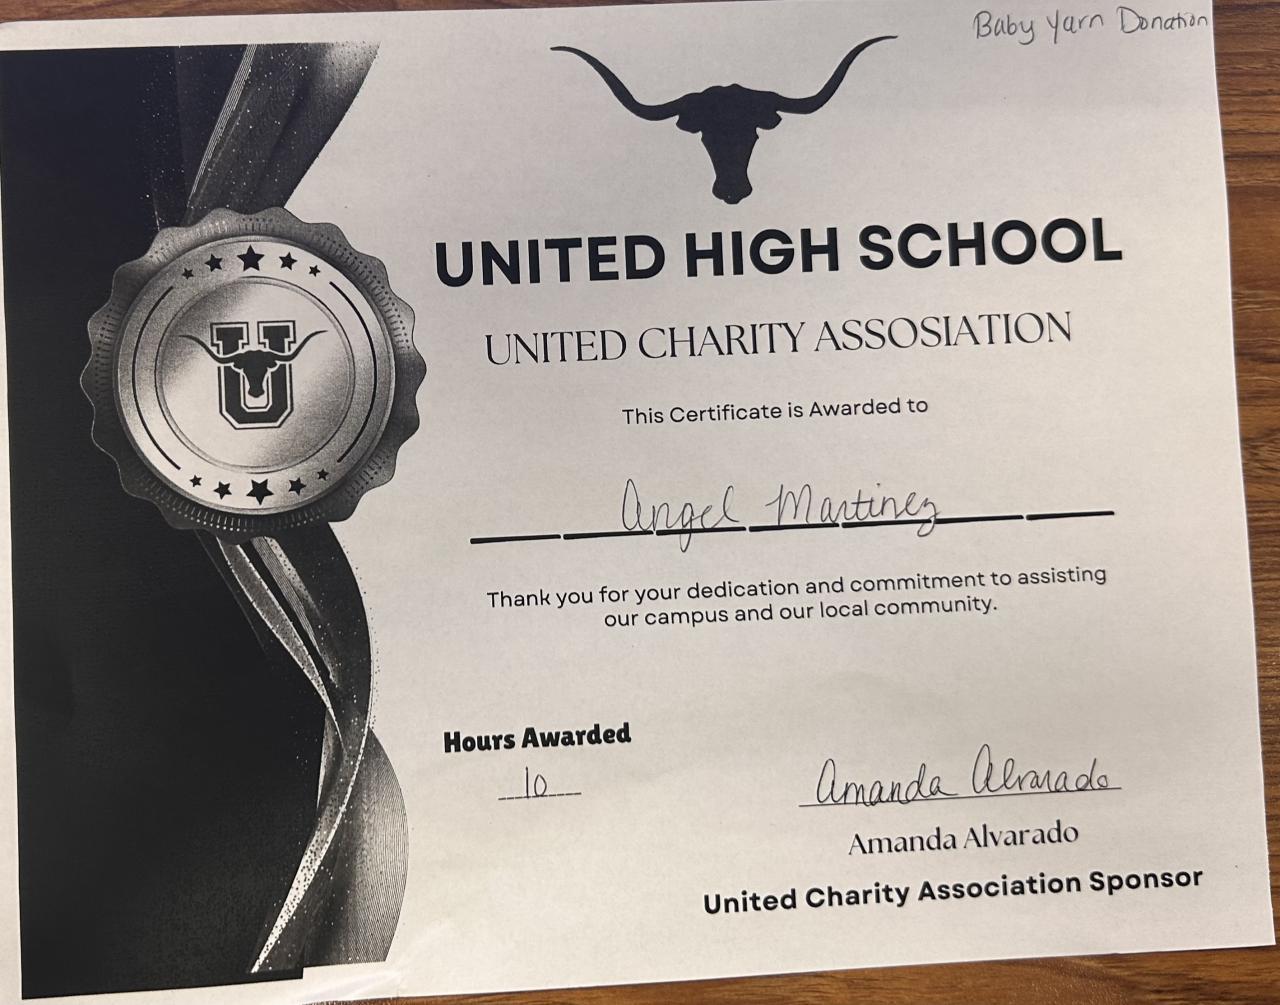 Baby Yarn Donation
UNITED HIGH SCHOOL
UNITED CHARITY ASSOSIATION
This Certificate is Awarded to
Angel Martinez
Thank you for your dedication and commitment to assisting
our campus and our local community.
Hours Awarded
10
Amanda Alvarado
Amanda Alvarado
United Charity Association Sponsor
U